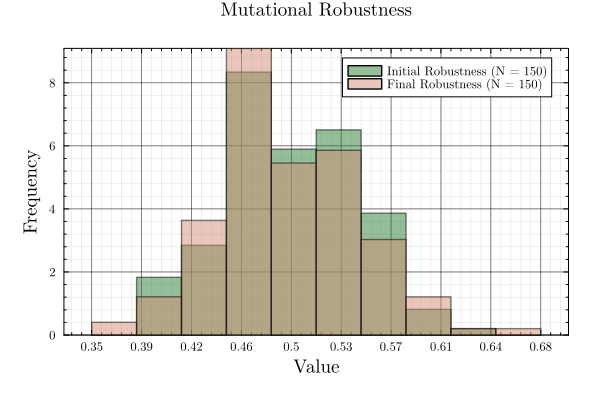 Mutational Robustness
Initial Robustness (N = 150)
Final Robustness (N = 150)
8
6
4
2
0
Frequency
0.35 0.39 0.42 0.46 0.5 0.53 0.57 0.61 0.64 0.68
Value